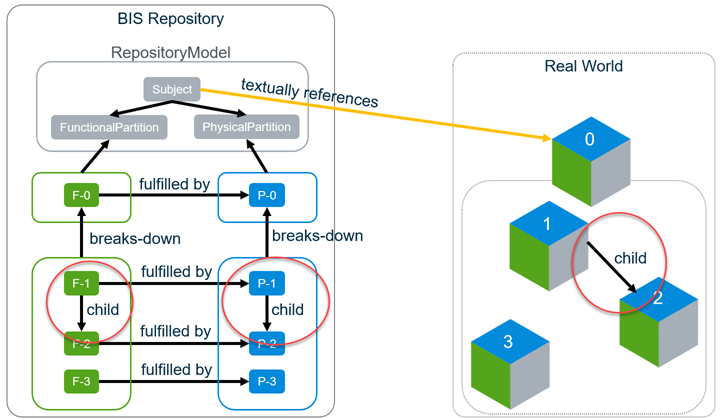 BIS Repository
RepositoryModel
Subject
textually references
FunctionalPartition
PhysicalPartition
F-0
fulfilled by
P-0
breaks-down
breaks-down
F-1
fulfilled by
P-1
child
child
F-2
fulfilled by
P-2
F-3
fulfilled by
P-3
Real World
0
1
child
2
3